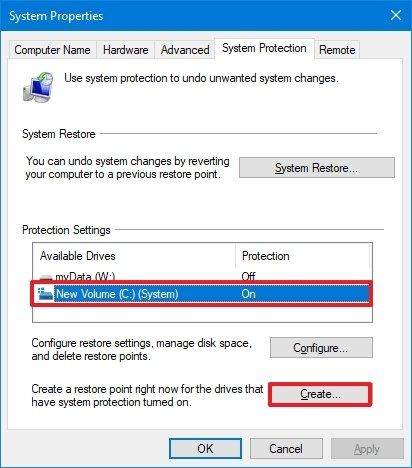 System Properties
Computer Name Hardware Advanced System Protection Remote
Use system protection to undo unwanted system changes.
System Restore
You can undo system changes by reverting
your computer to a previous restore point.
System Restore...
Protection Settings
Available Drives Protection
myData (W:) Off
New Volume (C:) (System) On
Configure restore settings, manage disk space,
and delete restore points.
Configure...
Create a restore point right now for the drives that
have system protection turned on.
Create...
OK Cancel Apply